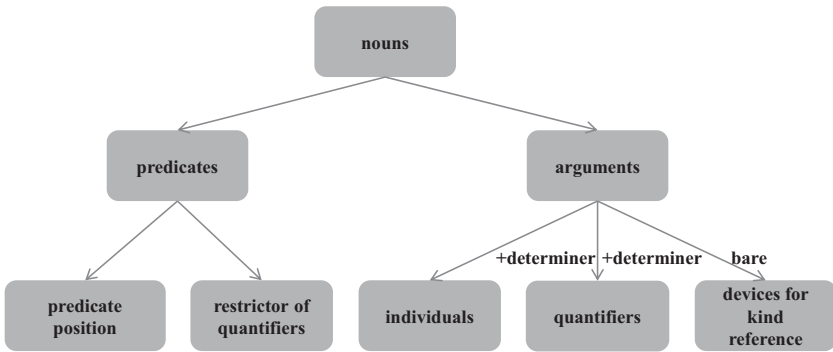 nouns
predicates
arguments
+determiner
+determiner
bare
predicate
position
restrictor of
quantifiers
individuals
quantifiers
devices for
kind
reference